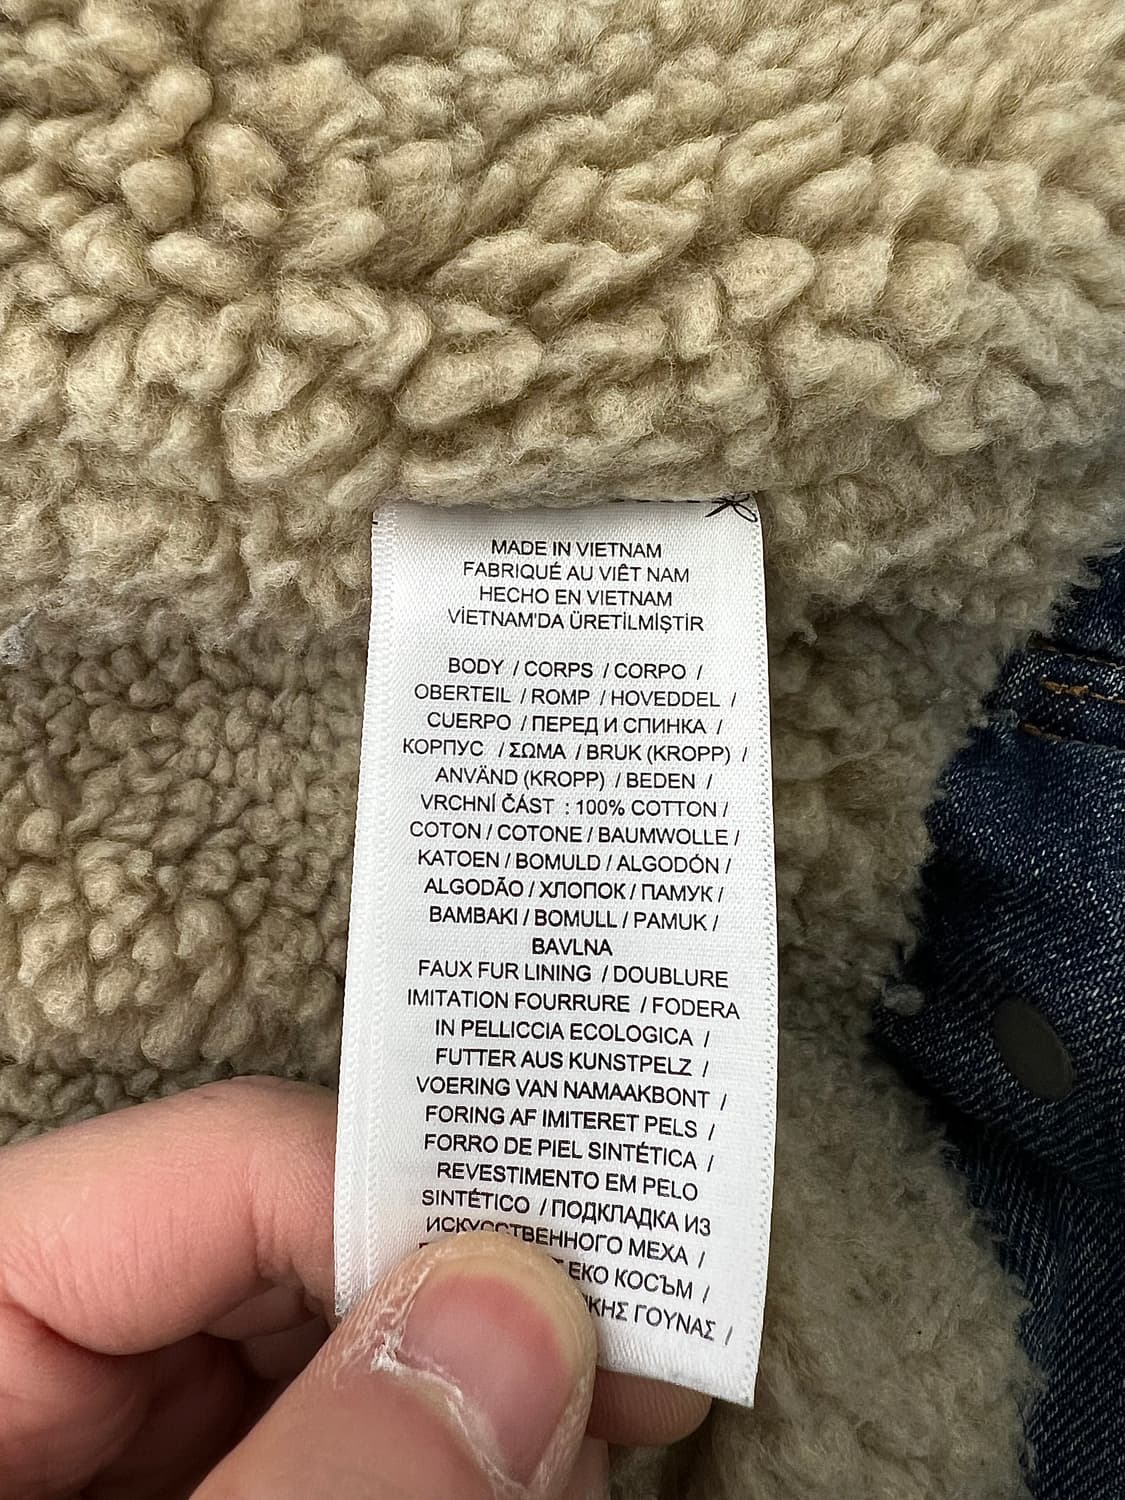 MADE IN VIETNAM
FABRIQUÉ AU VIÊT NAM
HECHO EN VIETNAM
VİETNAM'DA ÜRETİLMİŞTİR
BODY / CORPS / CORPO /
OBERTEIL / ROMP / HOVEDDEL /
CUERPO / ПЕРЕД И СПИНКА /
КОРПУС / ΣΩΜΑ / BRUK (KROPP) /
ANVÄND (KROPP) / BEDEN /
VRCHNÍ ČÁST : 100% COTTON /
COTON / COTONE / BAUMWOLLE /
KATOEN / BOMULD / ALGODÓN /
ALGODÃO / ХЛОПОК / ПАМУК /
BAMBAKI / BOMULL / PAMUK /
BAVLNA
FAUX FUR LINING / DOUBLURE
IMITATION FOURRURE / FODERA
IN PELLICCIA ECOLOGICA /
FUTTER AUS KUNSTPELZ /
VOERING VAN NAMAAKBONT /
FORING AF IMITERET PELS /
FORRO DE PIEL SINTÉTICA /
REVESTIMENTO EM PELO
SINTÉTICO / ПОДКЛАДКА ИЗ
ИСКУССТВЕННОГО МЕХА /
ЕКО КОСЪМ /
ΓΟΥΝΑΣ /